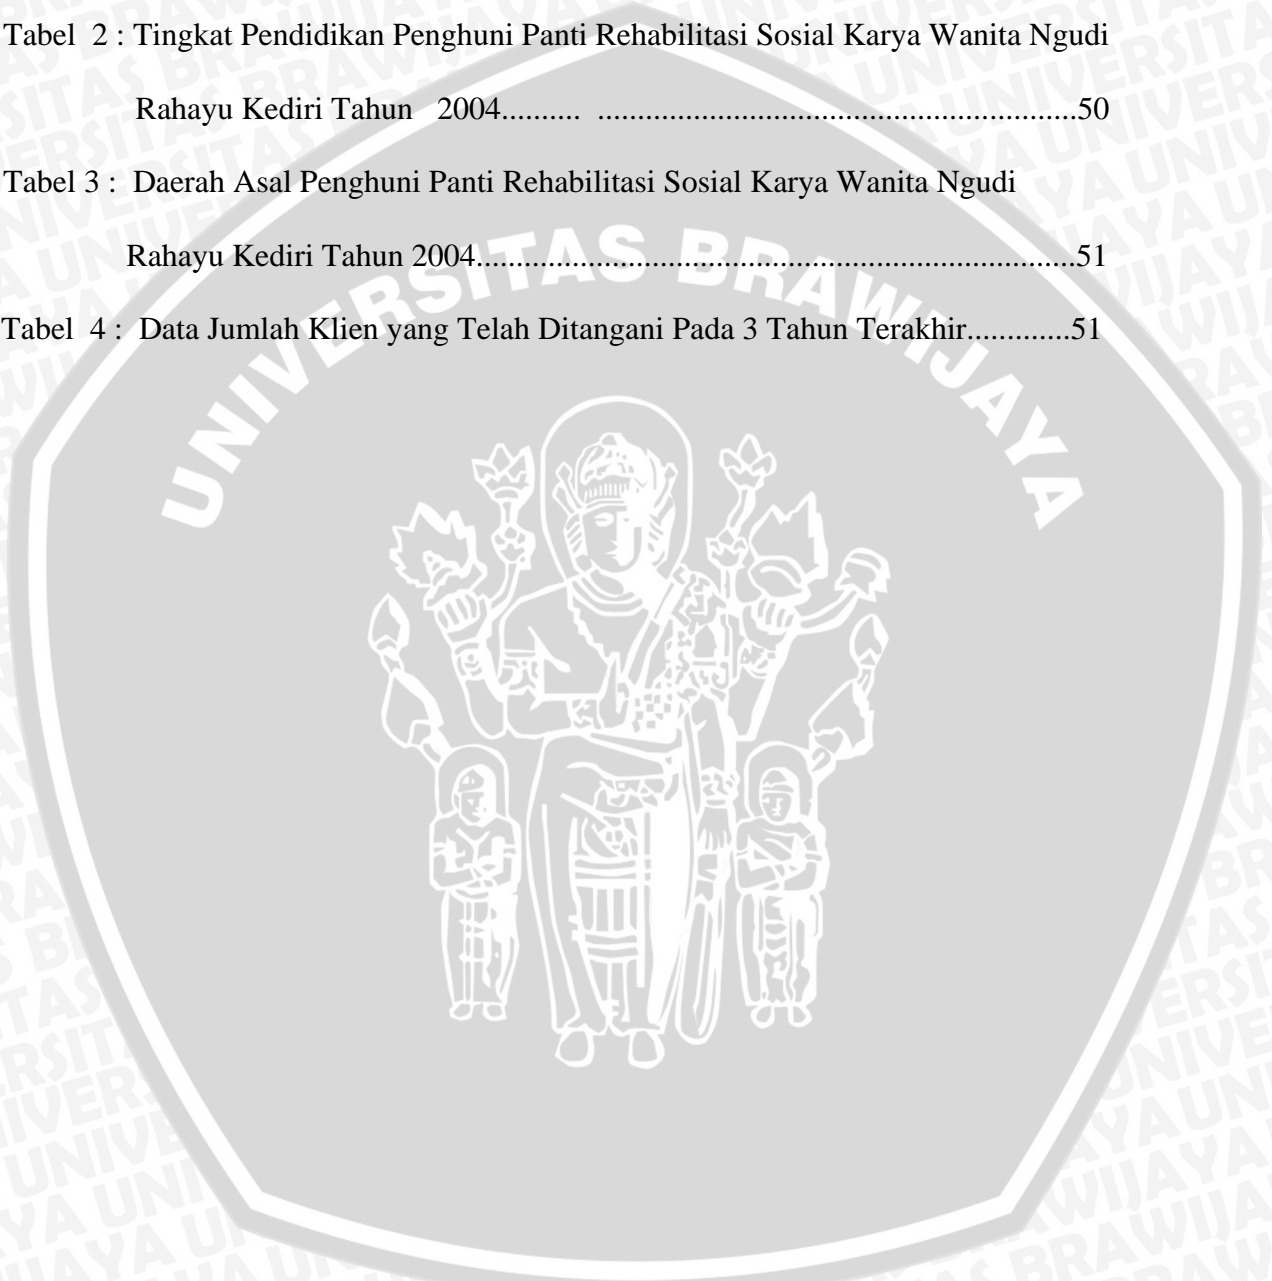 Tabel 2 : Tingkat Pendidikan Penghuni Panti Rehabilitasi Sosial Karya Wanita Ngudi
Rahayu Kediri Tahun 2004.......... ............................................................50
Tabel 3 : Daerah Asal Penghuni Panti Rehabilitasi Sosial Karya Wanita Ngudi
Rahayu Kediri Tahun 2004...........................................................................51
Tabel 4 : Data Jumlah Klien yang Telah Ditangani Pada 3 Tahun Terakhir.............51
UNIVERSITAS BRAWIJAYA